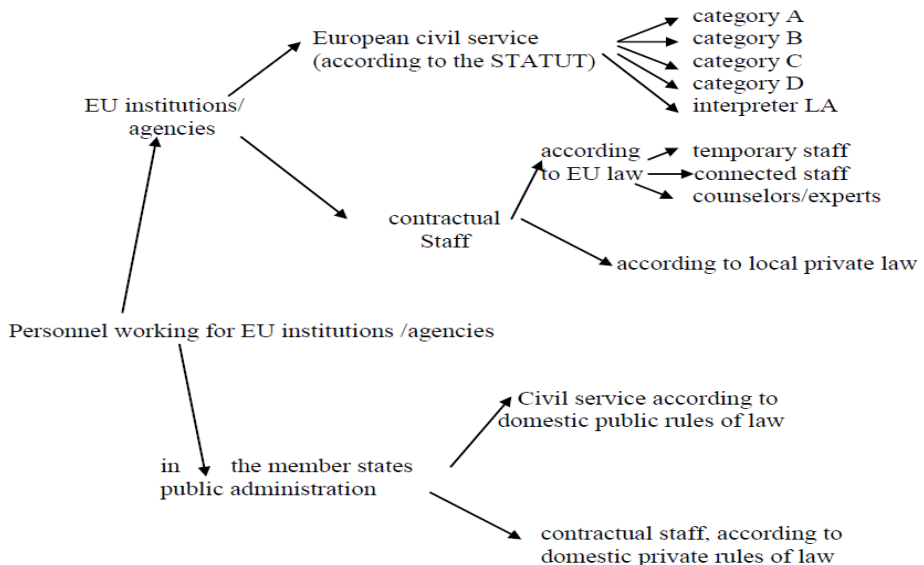 European civil service
(according to the STATUT)
category A
category B
category C
category D
interpreter LA
EU institutions/
agencies
according
to EU law
temporary staff
connected staff
counselors/experts
contractual
Staff
according to local private law
Personnel working for EU institutions /agencies
Civil service according to
domestic public rules of law
in the member states
public administration
contractual staff, according to
domestic private rules of law